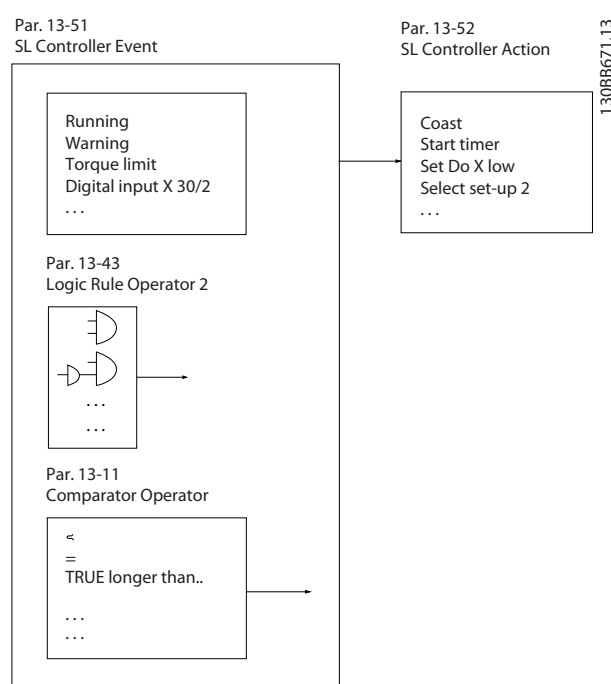 Par. 13-51
SL Controller Event
Par. 13-52
SL Controller Action
130BB671.13
Running
Warning
Torque limit
Digital input X 30/2
. . .
Coast
Start timer
Set Do X low
Select set-up 2
. . .
Par. 13-43
Logic Rule Operator 2
. . .
. . .
Par. 13-11
Comparator Operator
<
=
TRUE longer than..
. . .
. . .